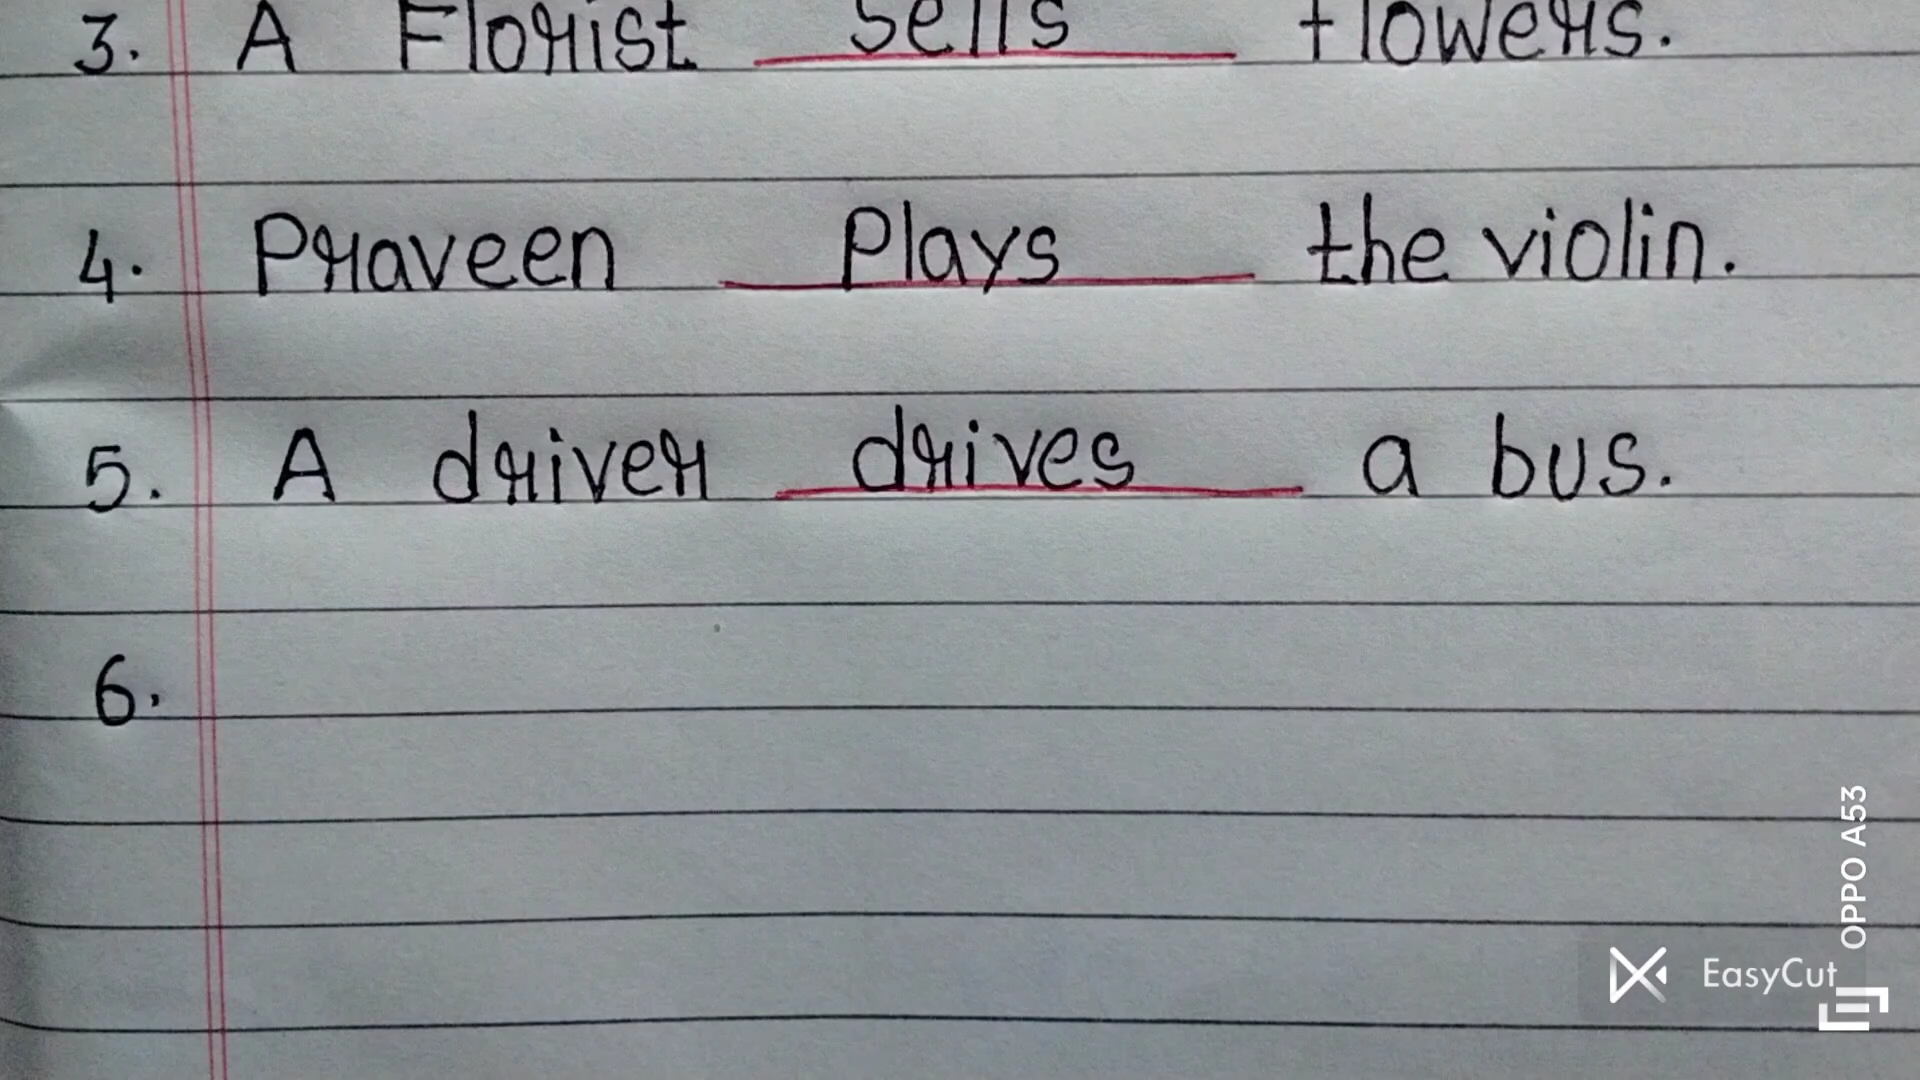 3. A Florist sells flowers.
4. Praveen Plays the violin.
5. A driver drives a bus.
6.
OPPO A53
EasyCut